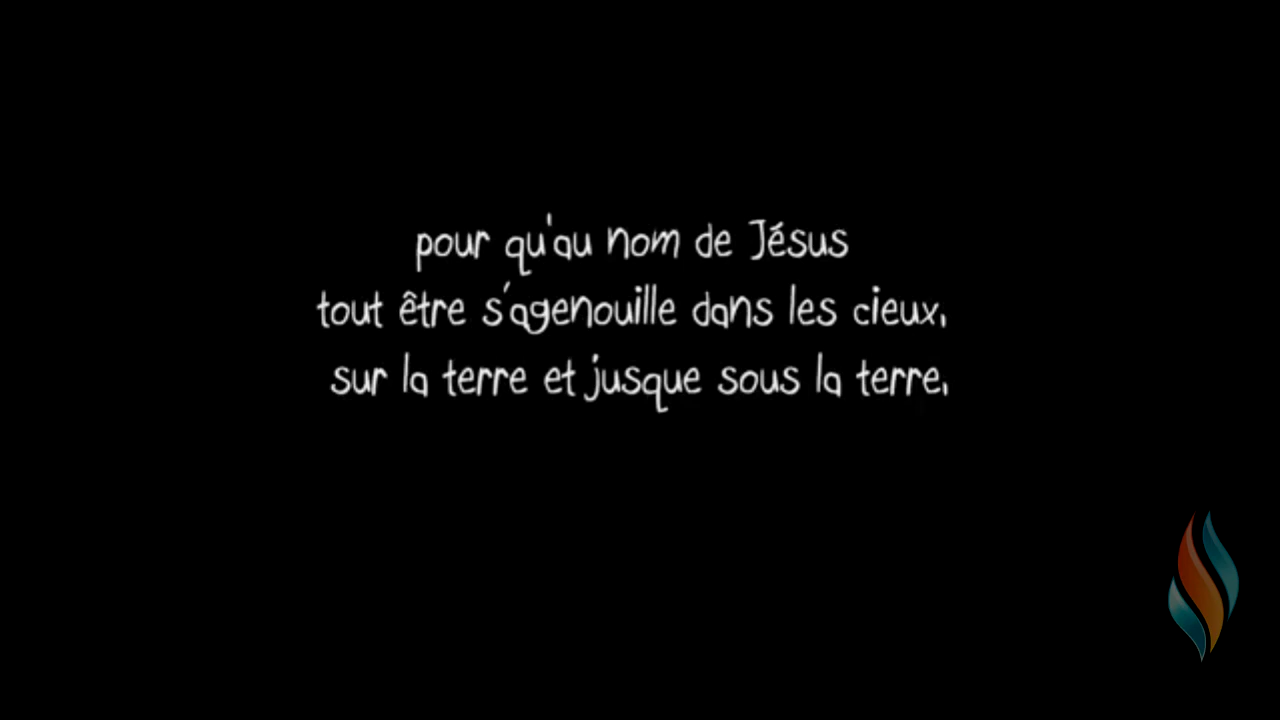 pour qu'au nom de Jésus
tout être s'agenouille dans les cieux,
sur la terre et jusque sous la terre,